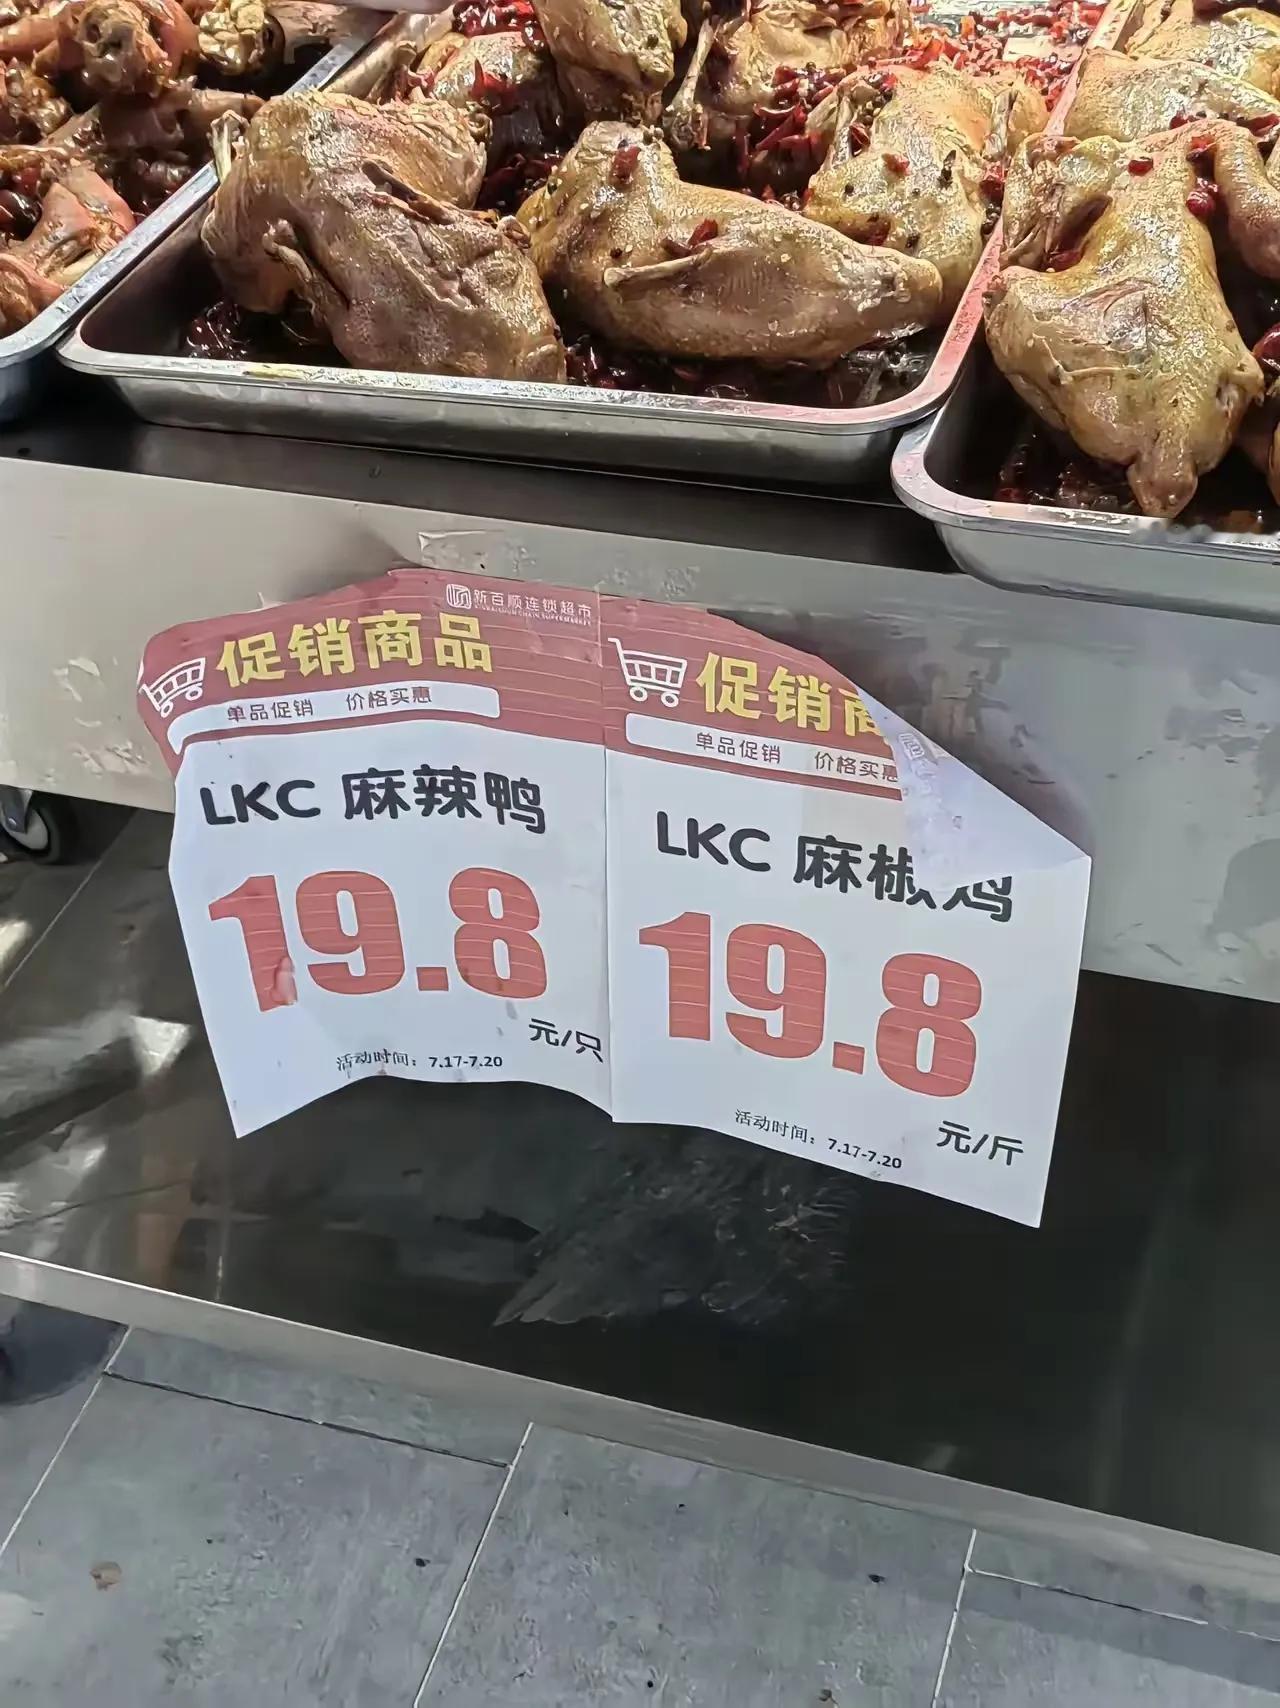 新百顺连锁超市
XINBAISHUN CHAIN SUPERMARKET
促销商品
单品促销 价格实惠
LKC 麻辣鸭
19.8
元/只
活动时间：7.17-7.20
促销商
单品促销 价格实惠
LKC 麻椒鸡
19.8
元/斤
活动时间：7.17-7.20